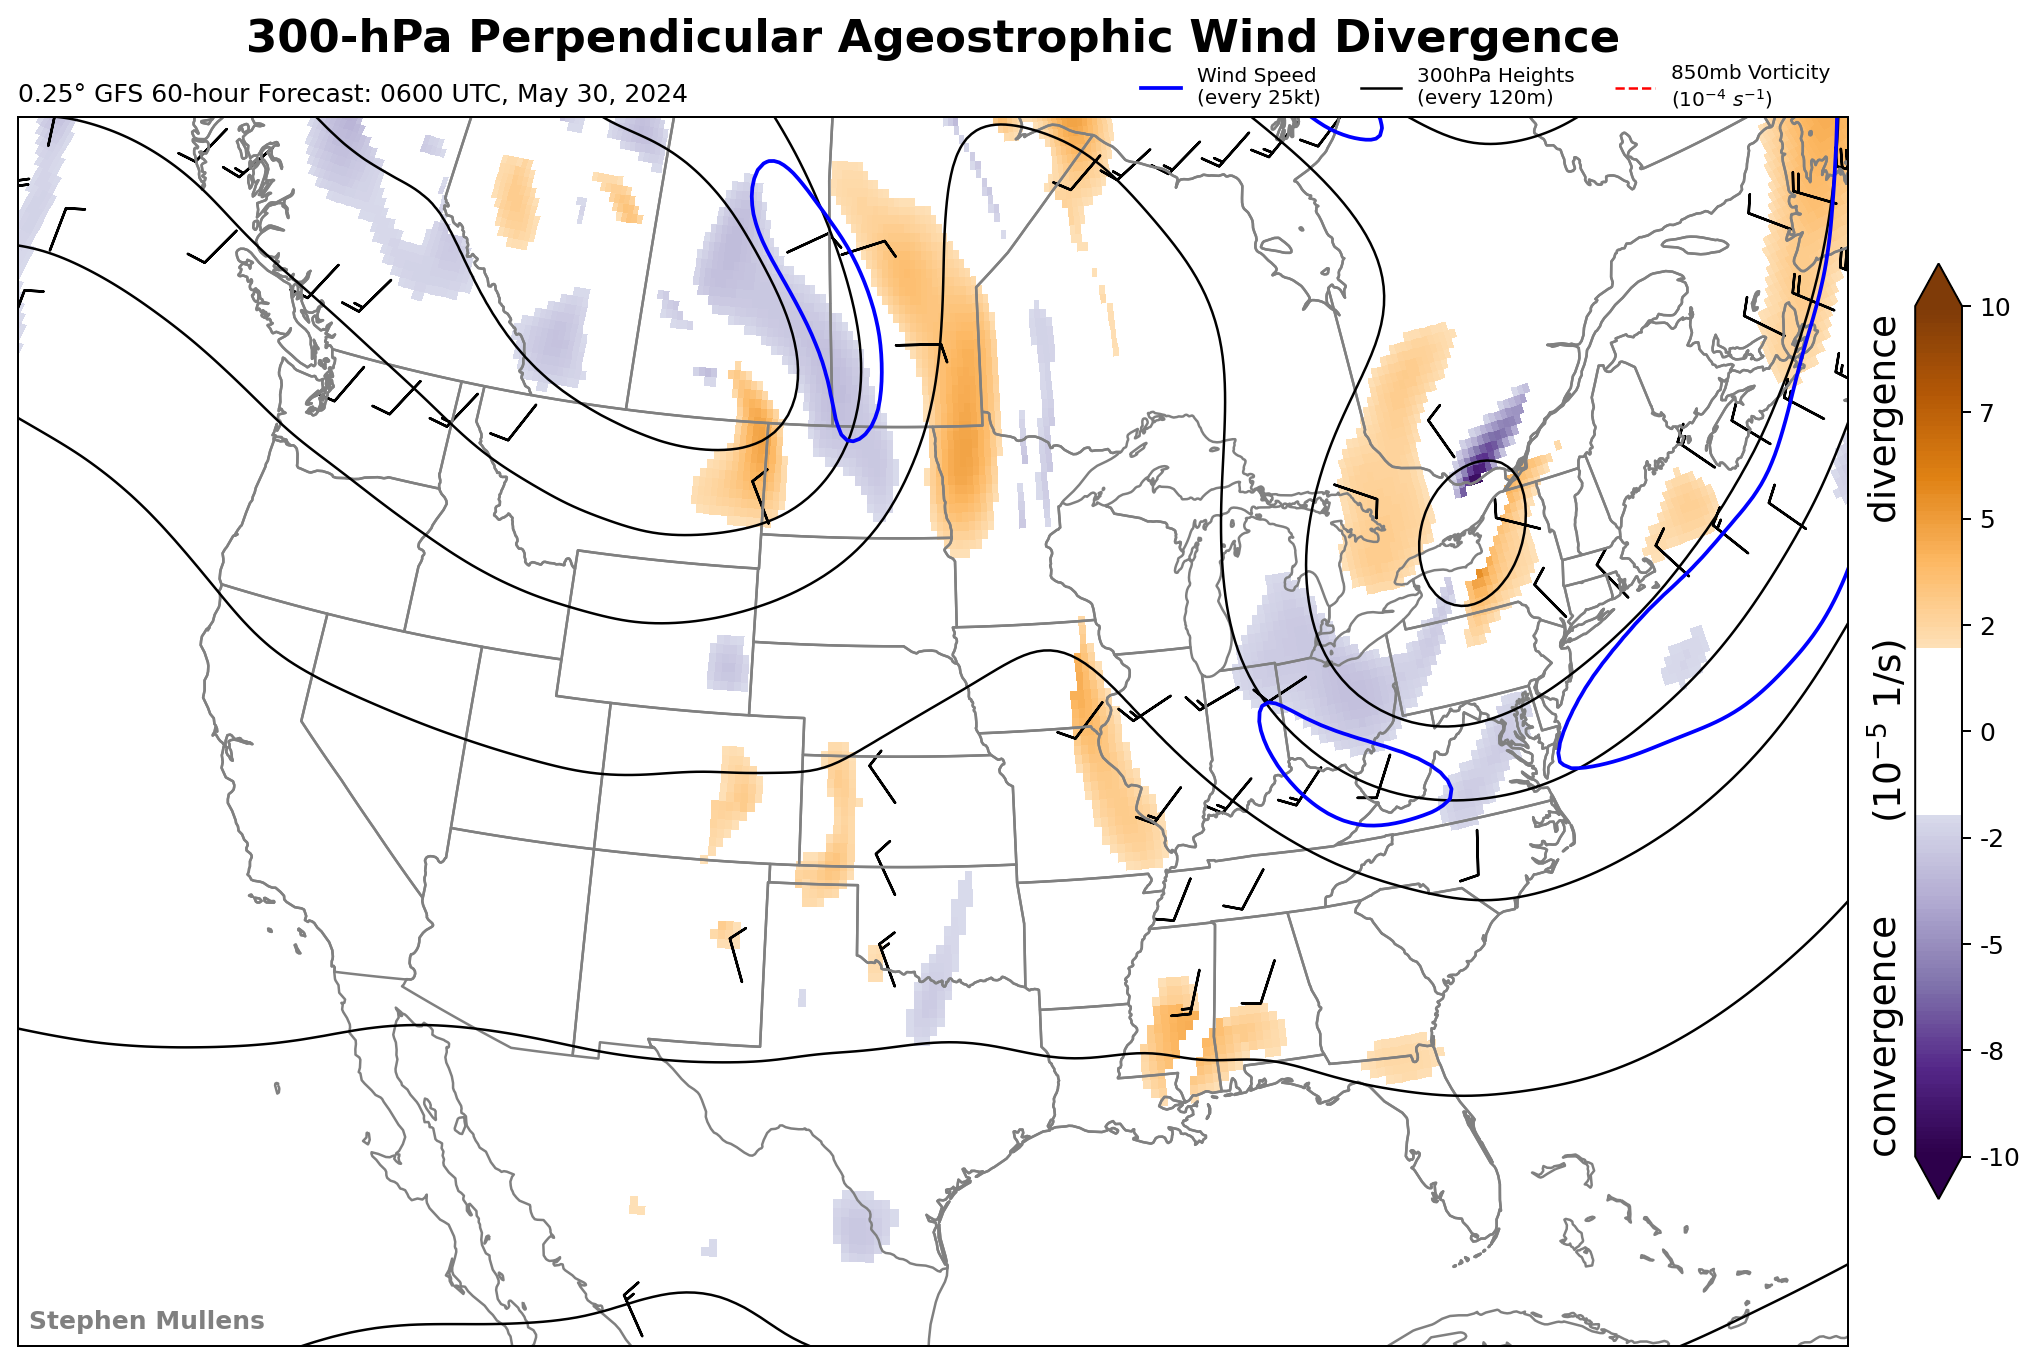 300-hPa Perpendicular Ageostrophic Wind Divergence
0.25° GFS 60-hour Forecast: 0600 UTC, May 30, 2024
Wind Speed
(every 25kt)
300hPa Heights
(every 120m)
850mb Vorticity
(10⁻⁴ s⁻¹)
10
7
5
2
0
-2
-5
-8
-10
convergence (10⁻⁵ 1/s) divergence
Stephen Mullens